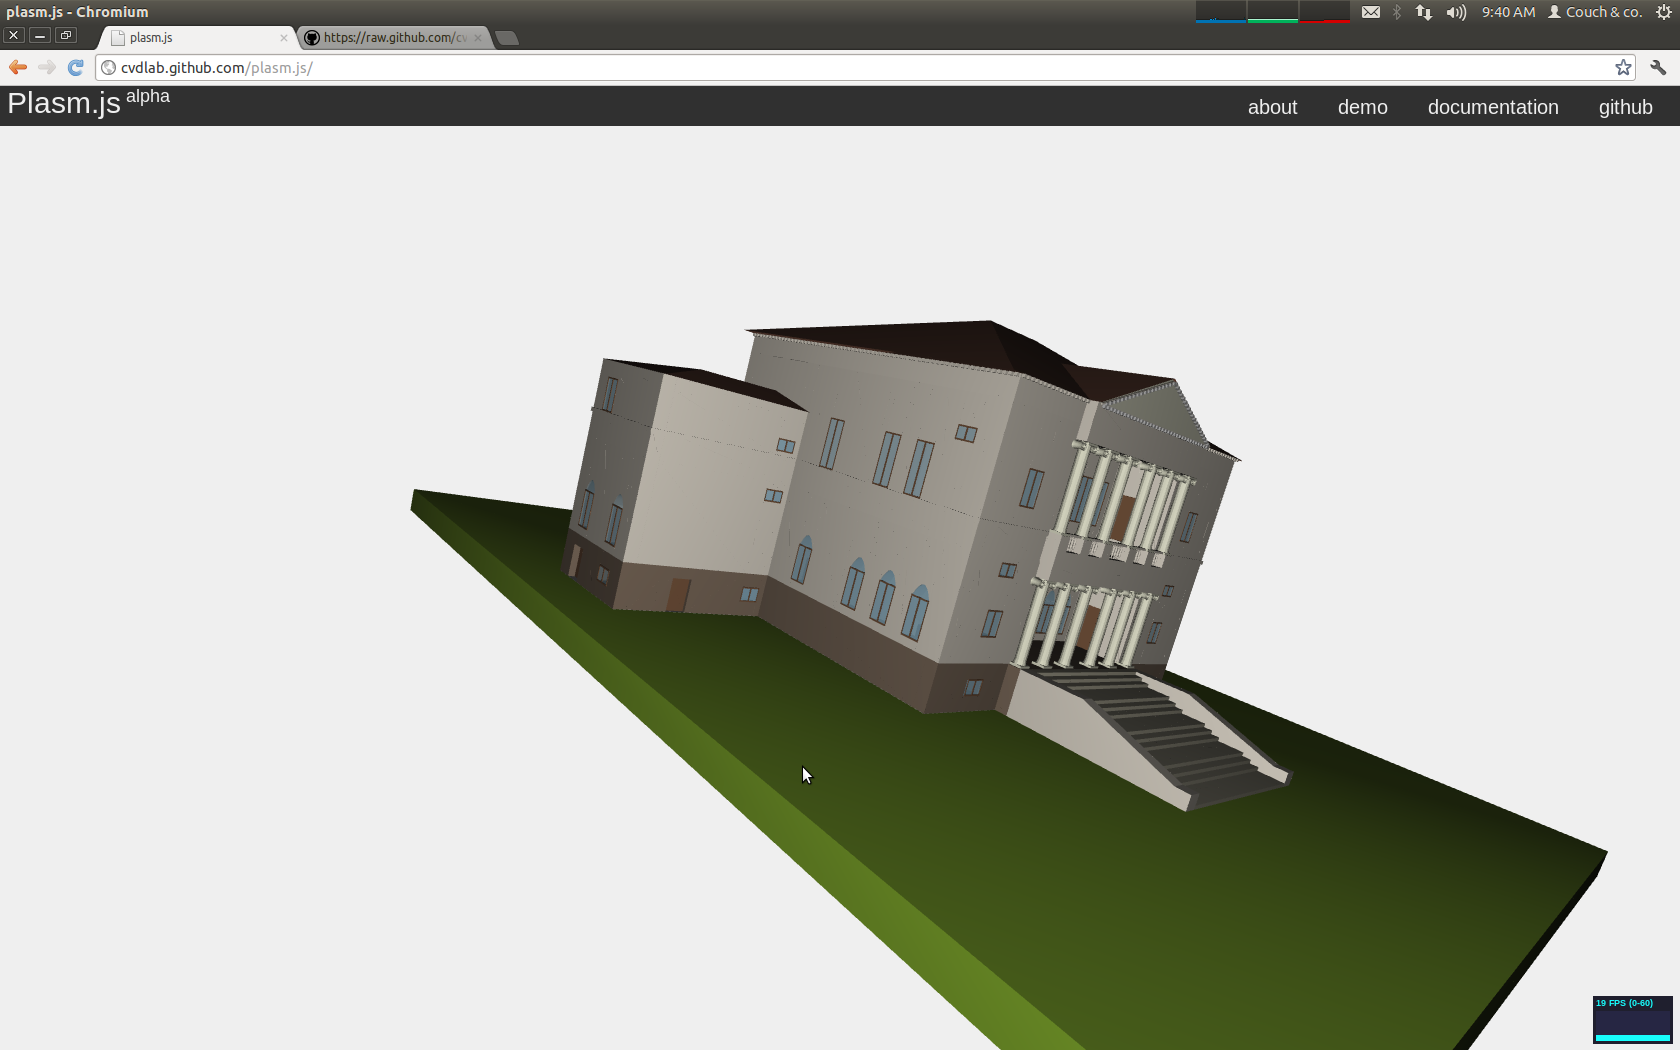 plasm.js - Chromium
9:40 AM Couch & co.
plasm.js
https://raw.github.com/cv
cvdlab.github.com/plasm.js/
Plasm.js alpha
about demo documentation github
19 FPS (0-60)